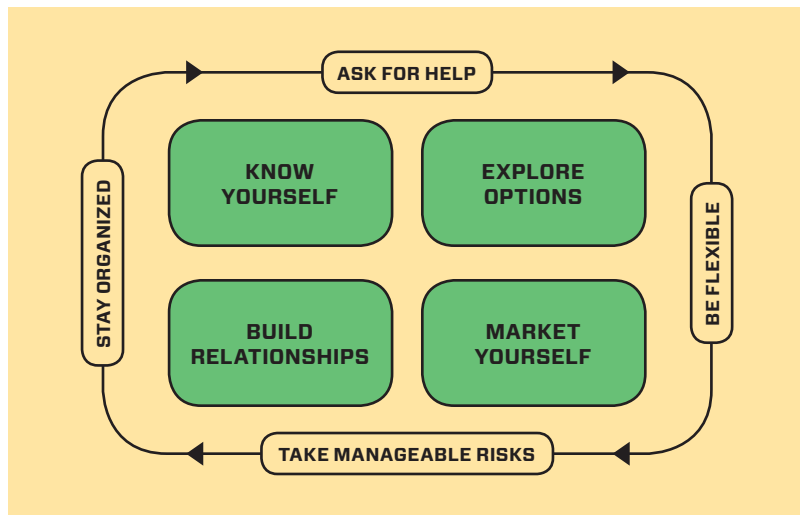 ASK FOR HELP
STAY ORGANIZED
KNOW
YOURSELF
EXPLORE
OPTIONS
BE FLEXIBLE
BUILD
RELATIONSHIPS
MARKET
YOURSELF
TAKE MANAGEABLE RISKS